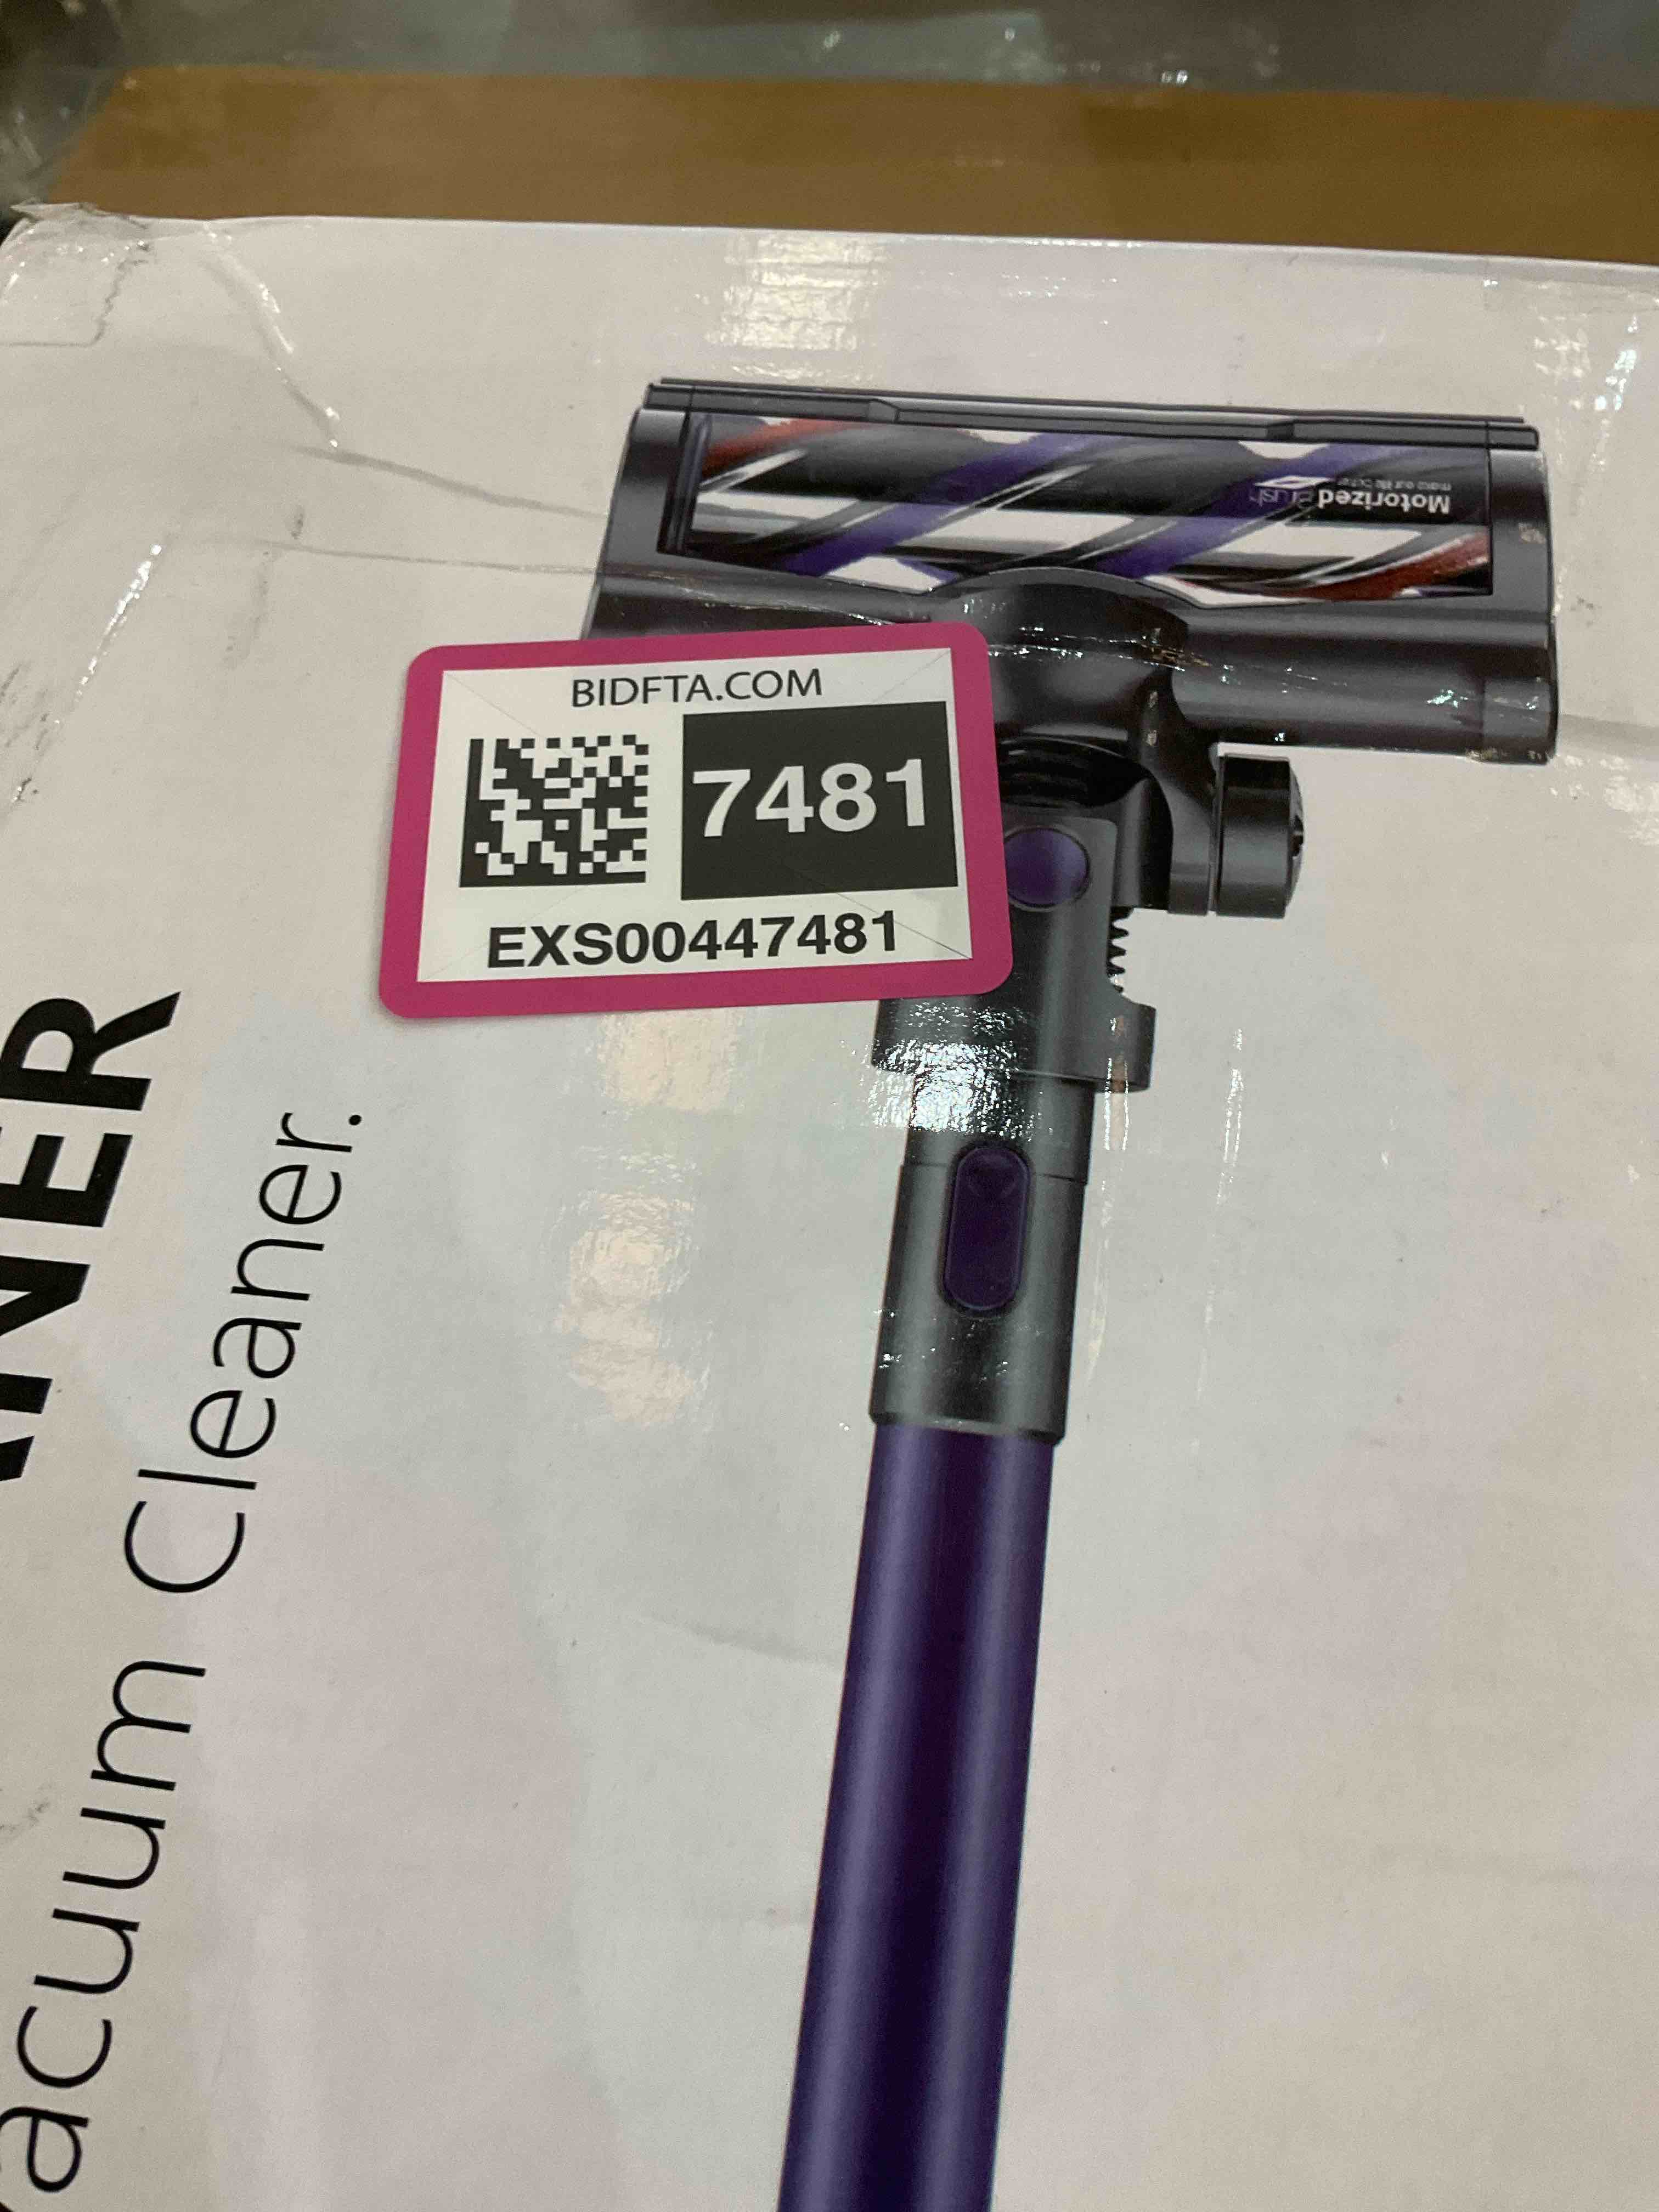 Motorized
BIDFTA.COM
7481
EXS00447481
NER
acuum Cleaner.